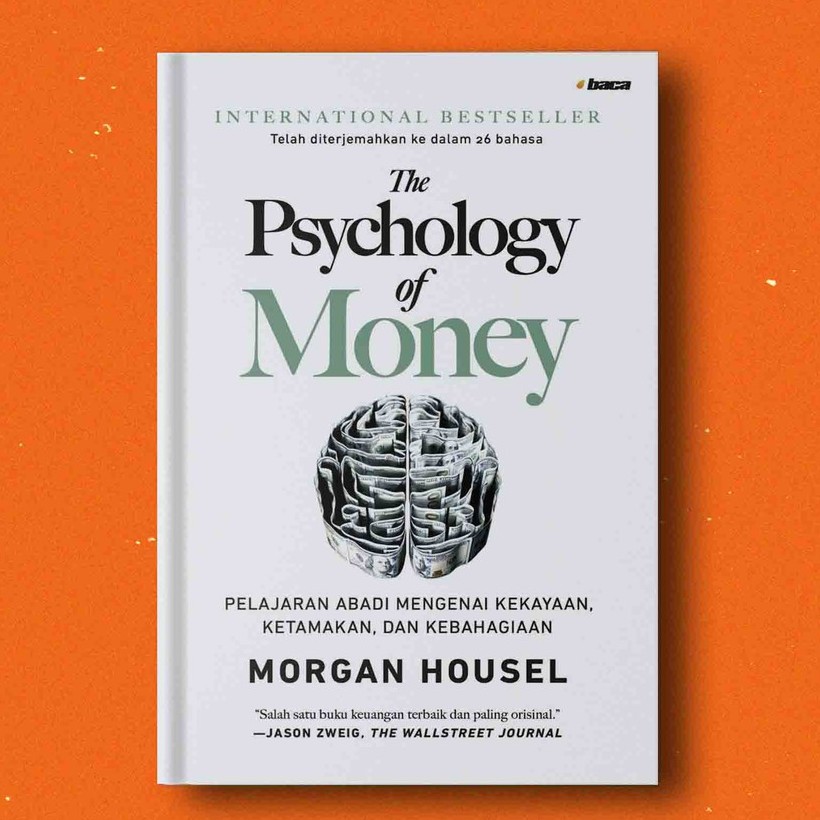 baca
INTERNATIONAL BESTSELLER
Telah diterjemahkan ke dalam 26 bahasa
The
Psychology
of
Money
PELAJARAN ABADI MENGENAI KEKAYAAN,
KETAMAKAN, DAN KEBAHAGIAAN
MORGAN HOUSEL
“Salah satu buku keuangan terbaik dan paling orisinal.”
—JASON ZWEIG, THE WALLSTREET JOURNAL